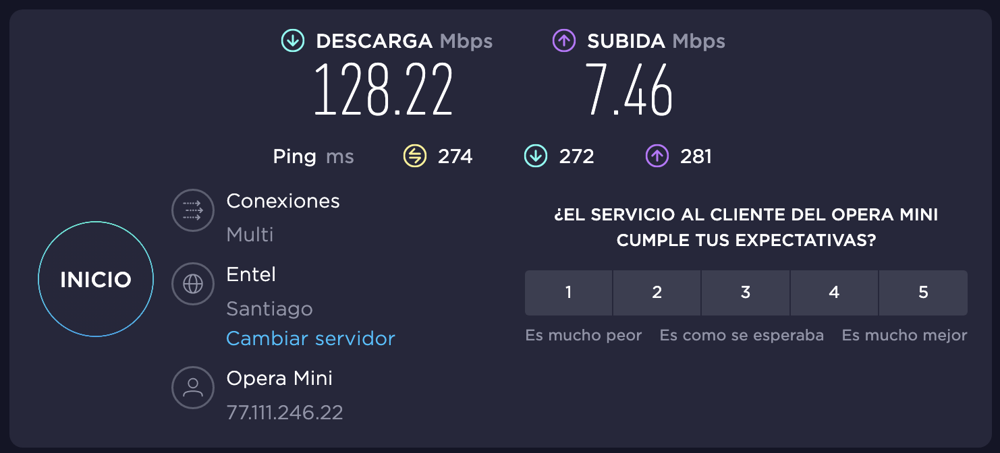 DESCARGA Mbps
128.22
SUBIDA Mbps
7.46
Ping ms 274 272 281
INICIO
Conexiones
Multi
Entel
Santiago
Cambiar servidor
Opera Mini
77.111.246.22
¿EL SERVICIO AL CLIENTE DEL OPERA MINI
CUMPLE TUS EXPECTATIVAS?
1 2 3 4 5
Es mucho peor Es como se esperaba Es mucho mejor